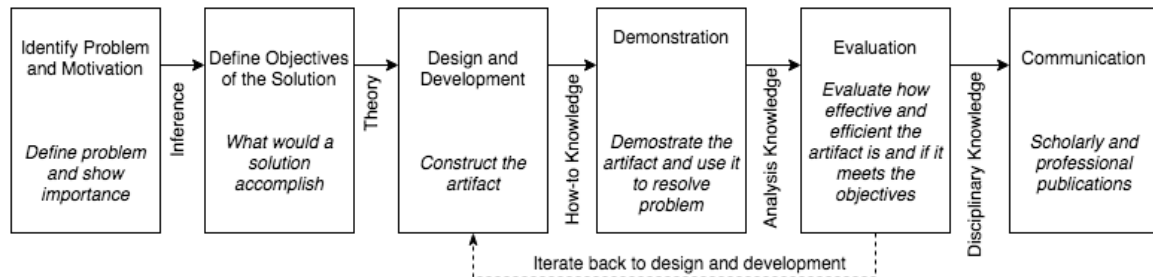 Identify Problem
and Motivation
Define problem
and show
importance
Inference
Define Objectives
of the Solution
What would a
solution
accomplish
Theory
Design and
Development
Construct the
artifact
How-to Knowledge
Demonstration
Demostrate the
artifact and use it
to resolve
problem
Analysis Knowledge
Evaluation
Evaluate how
effective and
efficient the
artifact is and if it
meets the
objectives
Disciplinary Knowledge
Communication
Scholarly and
professional
publications
Iterate back to design and development